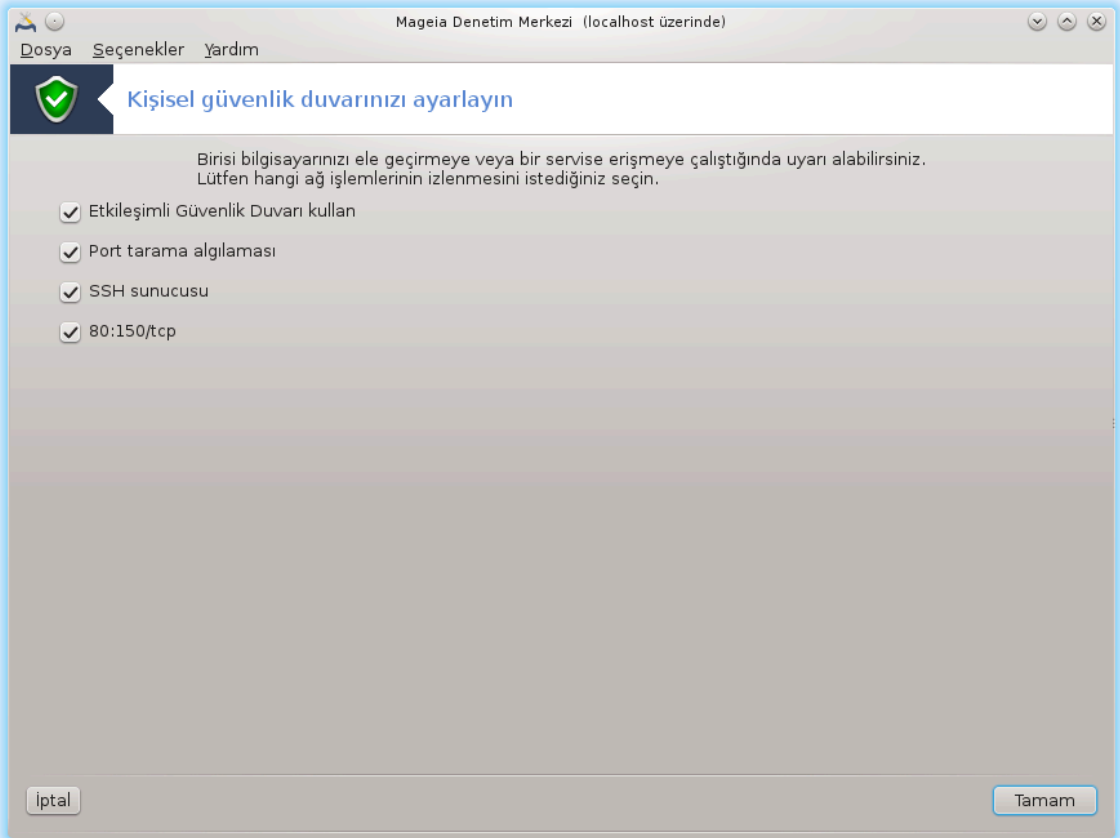 Mageia Denetim Merkezi (localhost üzerinde)
Dosya Seçenekler Yardım
Kişisel güvenlik duvarınızı ayarlayın
Birisi bilgisayarınızı ele geçirmeye veya bir servise erişmeye çalıştığında uyarı alabilirsiniz.
Lütfen hangi ağ işlemlerinin izlenmesini istediğiniz seçin.
Etkileşimli Güvenlik Duvarı kullan
Port tarama algılaması
SSH sunucusu
80:150/tcp
İptal Tamam